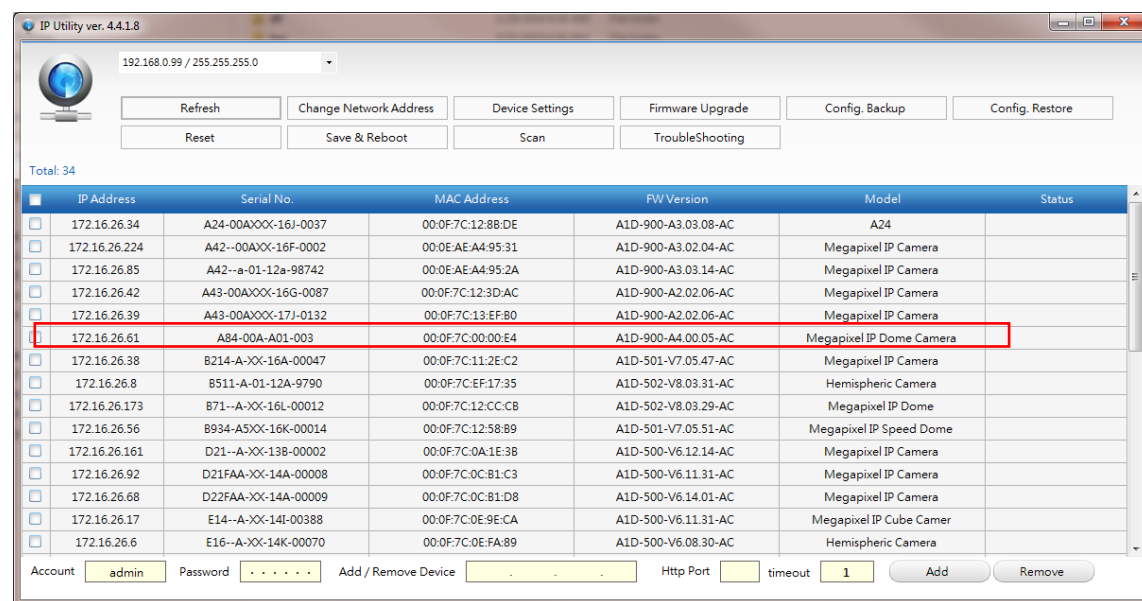 IP Utility ver. 4.4.1.8
192.168.0.99 / 255.255.255.0
Refresh Change Network Address Device Settings Firmware Upgrade Config. Backup Config. Restore
Reset Save & Reboot Scan TroubleShooting
Total: 34
IP Address Serial No. MAC Address FW Version Model Status
172.16.26.34 A24-00AXXX-16J-0037 00:0F:7C:12:8B:DE A1D-900-A3.03.08-AC A24
172.16.26.224 A42--00AXX-16F-0002 00:0E:AE:A4:95:31 A1D-900-A3.02.04-AC Megapixel IP Camera
172.16.26.85 A42--a-01-12a-98742 00:0E:AE:A4:95:2A A1D-900-A3.03.14-AC Megapixel IP Camera
172.16.26.42 A43-00AXXX-16G-0087 00:0F:7C:12:3D:AC A1D-900-A2.02.06-AC Megapixel IP Camera
172.16.26.39 A43-00AXXX-17J-0132 00:0F:7C:13:EF:B0 A1D-900-A2.02.06-AC Megapixel IP Camera
172.16.26.61 A84-00A-A01-003 00:0F:7C:00:00:E4 A1D-900-A4.00.05-AC Megapixel IP Dome Camera
172.16.26.38 B214-A-XX-16A-00047 00:0F:7C:11:2E:C2 A1D-501-V7.05.47-AC Megapixel IP Camera
172.16.26.8 B511-A-01-12A-9790 00:0F:7C:EF:17:35 A1D-502-V8.03.31-AC Hemispheric Camera
172.16.26.173 B71--A-XX-16L-00012 00:0F:7C:12:CC:CB A1D-502-V8.03.29-AC Megapixel IP Dome
172.16.26.56 B934-A5XX-16K-00014 00:0F:7C:12:58:B9 A1D-501-V7.05.51-AC Megapixel IP Speed Dome
172.16.26.161 D21--A-XX-13B-00002 00:0F:7C:0A:1E:3B A1D-500-V6.12.14-AC Megapixel IP Camera
172.16.26.92 D21FAA-XX-14A-00008 00:0F:7C:0C:B1:C3 A1D-500-V6.11.31-AC Megapixel IP Camera
172.16.26.68 D22FAA-XX-14A-00009 00:0F:7C:0C:B1:D8 A1D-500-V6.14.01-AC Megapixel IP Camera
172.16.26.17 E14--A-XX-14I-00388 00:0F:7C:0E:9E:CA A1D-500-V6.11.31-AC Megapixel IP Cube Camer
172.16.26.6 E16--A-XX-14K-00070 00:0F:7C:0E:FA:89 A1D-500-V6.08.30-AC Hemispheric Camera
Account admin Password · · · · · · Add / Remove Device . . . Http Port timeout 1 Add Remove